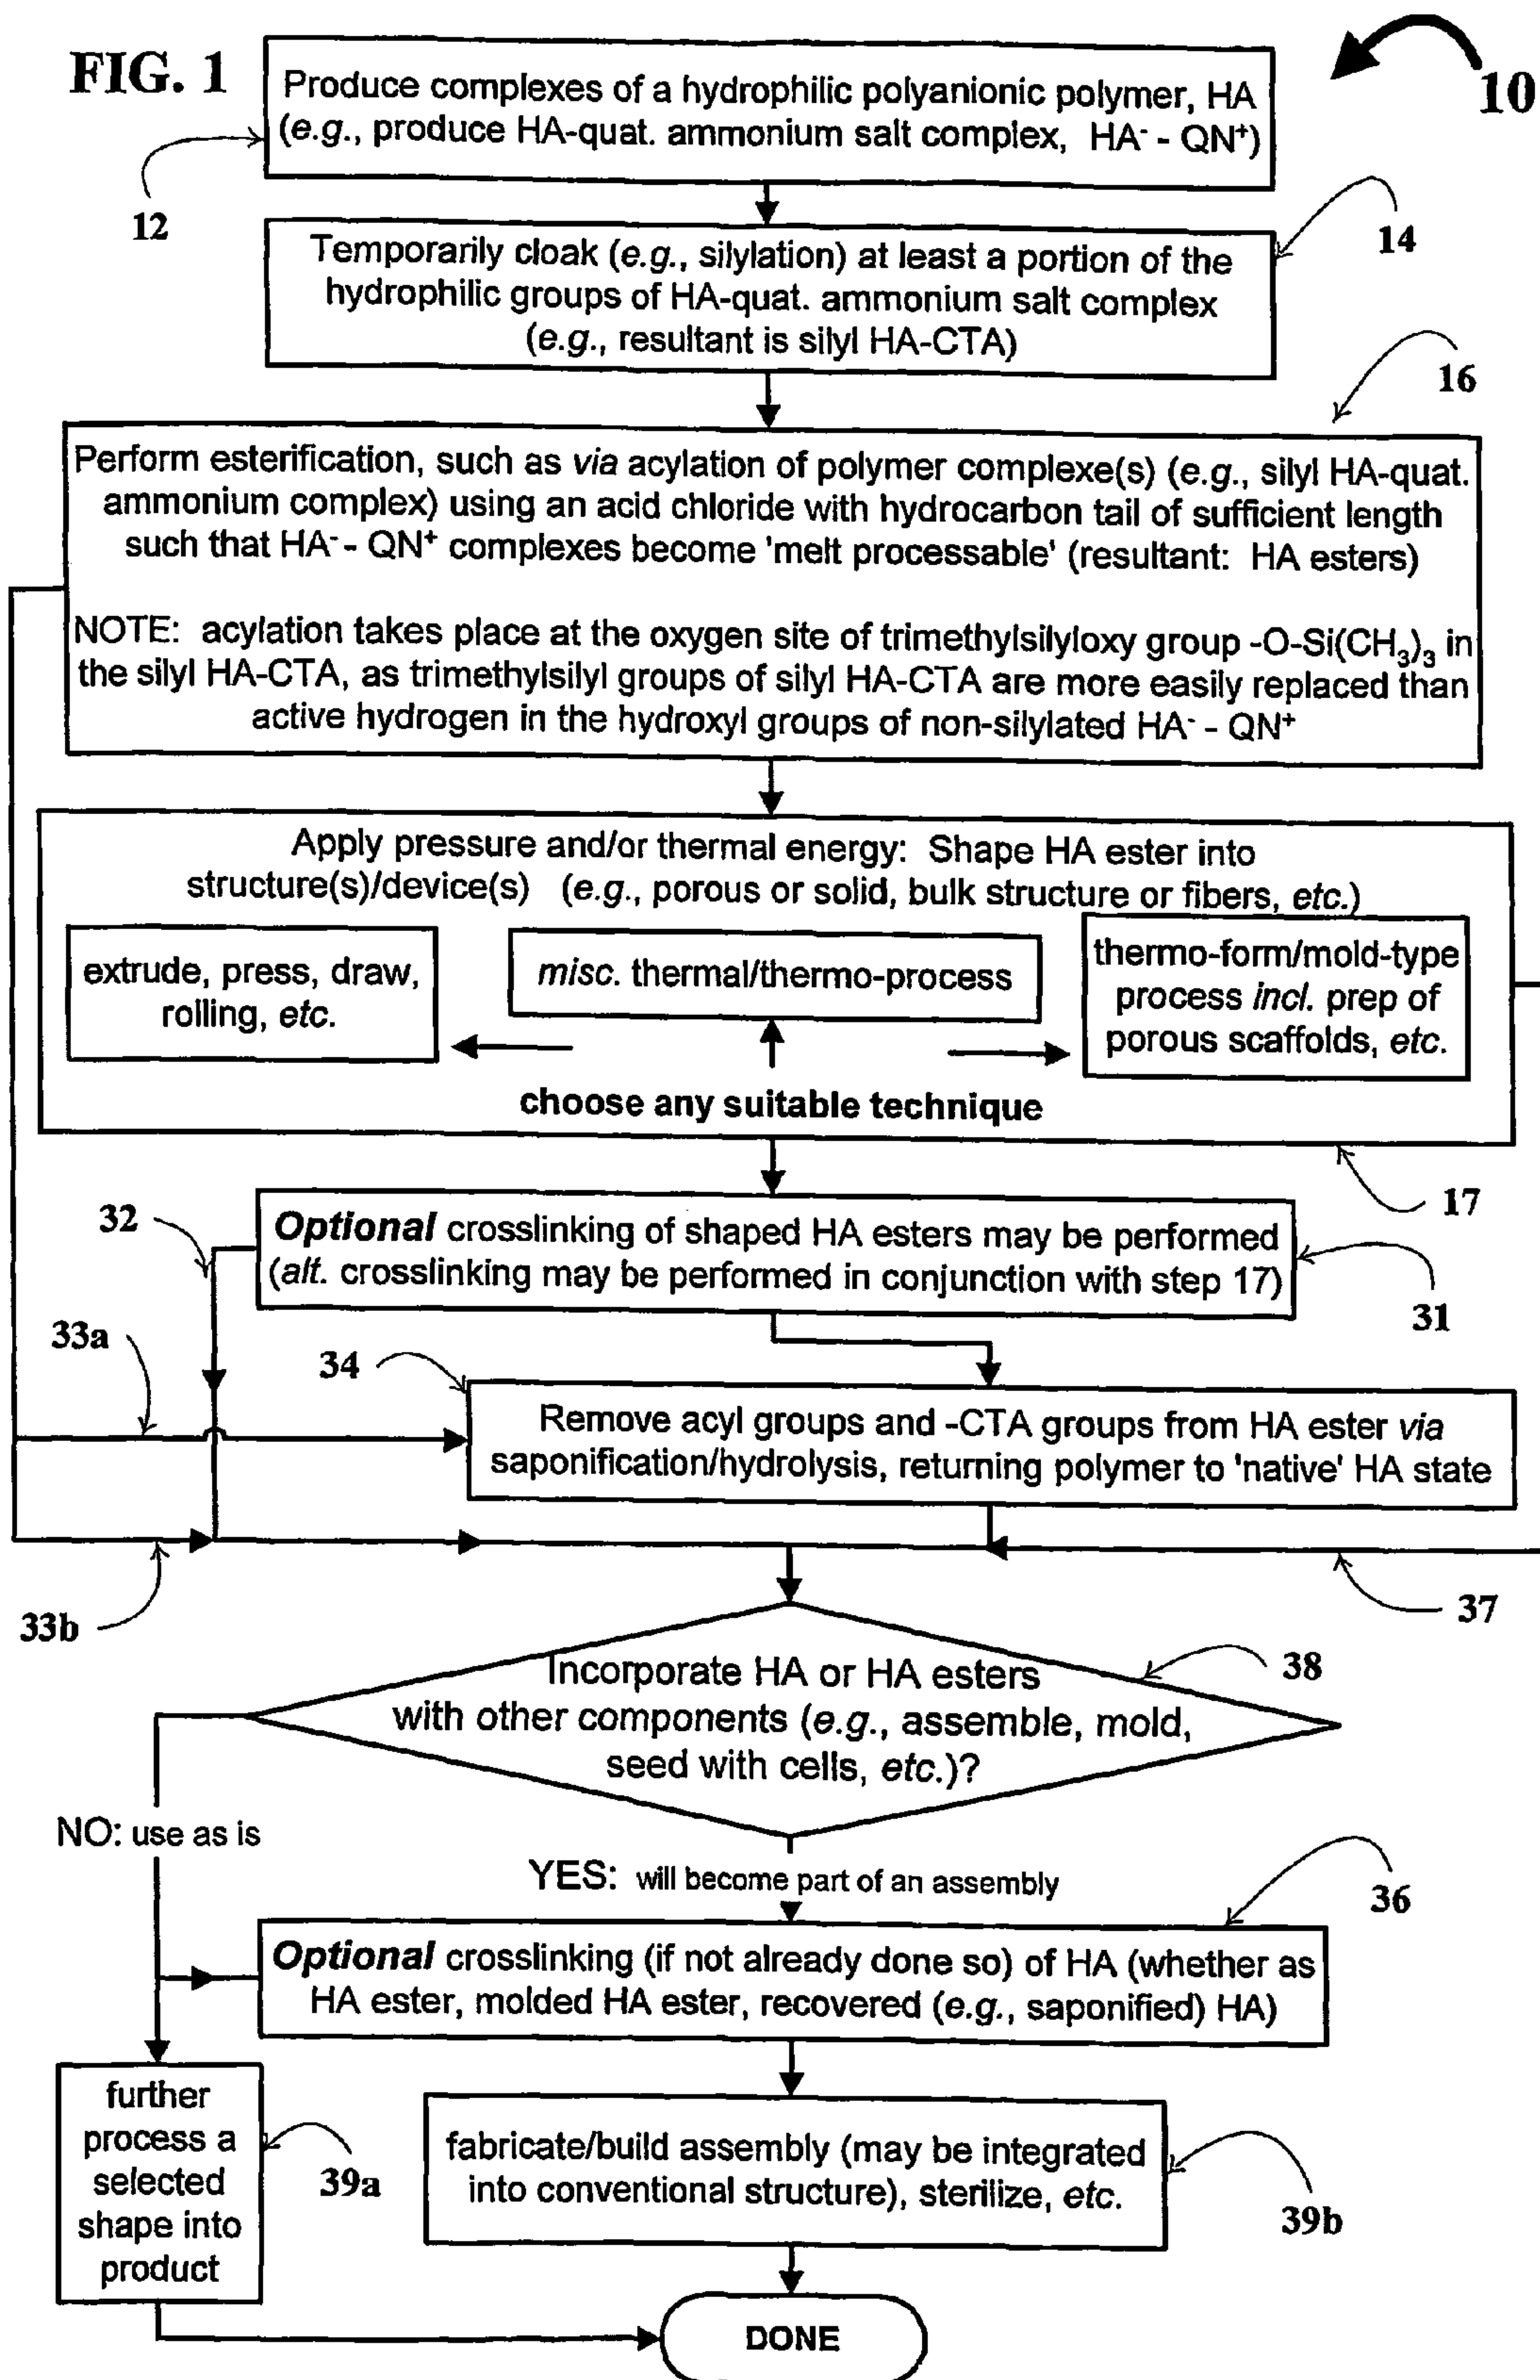 FIG. 1
10
Produce complexes of a hydrophilic polyanionic polymer, HA
(e.g., produce HA-quat. ammonium salt complex, HA⁻ - QN⁺)
12
14
Temporarily cloak (e.g., silylation) at least a portion of the
hydrophilic groups of HA-quat. ammonium salt complex
(e.g., resultant is silyl HA-CTA)
16
Perform esterification, such as via acylation of polymer complexe(s) (e.g., silyl HA-quat.
ammonium complex) using an acid chloride with hydrocarbon tail of sufficient length
such that HA⁻ - QN⁺ complexes become 'melt processable' (resultant: HA esters)
NOTE: acylation takes place at the oxygen site of trimethylsilyloxy group -O-Si(CH₃)₃ in
the silyl HA-CTA, as trimethylsilyl groups of silyl HA-CTA are more easily replaced than
active hydrogen in the hydroxyl groups of non-silylated HA⁻ - QN⁺
Apply pressure and/or thermal energy: Shape HA ester into
structure(s)/device(s) (e.g., porous or solid, bulk structure or fibers, etc.)
extrude, press, draw,
rolling, etc.
misc. thermal/thermo-process
thermo-form/mold-type
process incl. prep of
porous scaffolds, etc.
choose any suitable technique
17
32
Optional crosslinking of shaped HA esters may be performed
(alt. crosslinking may be performed in conjunction with step 17)
31
33a
34
Remove acyl groups and -CTA groups from HA ester via
saponification/hydrolysis, returning polymer to 'native' HA state
33b
37
38
Incorporate HA or HA esters
with other components (e.g., assemble, mold,
seed with cells, etc.)?
NO: use as is
YES: will become part of an assembly
36
Optional crosslinking (if not already done so) of HA (whether as
HA ester, molded HA ester, recovered (e.g., saponified) HA)
further
process a
selected
shape into
product
39a
fabricate/build assembly (may be integrated
into conventional structure), sterilize, etc.
39b
DONE